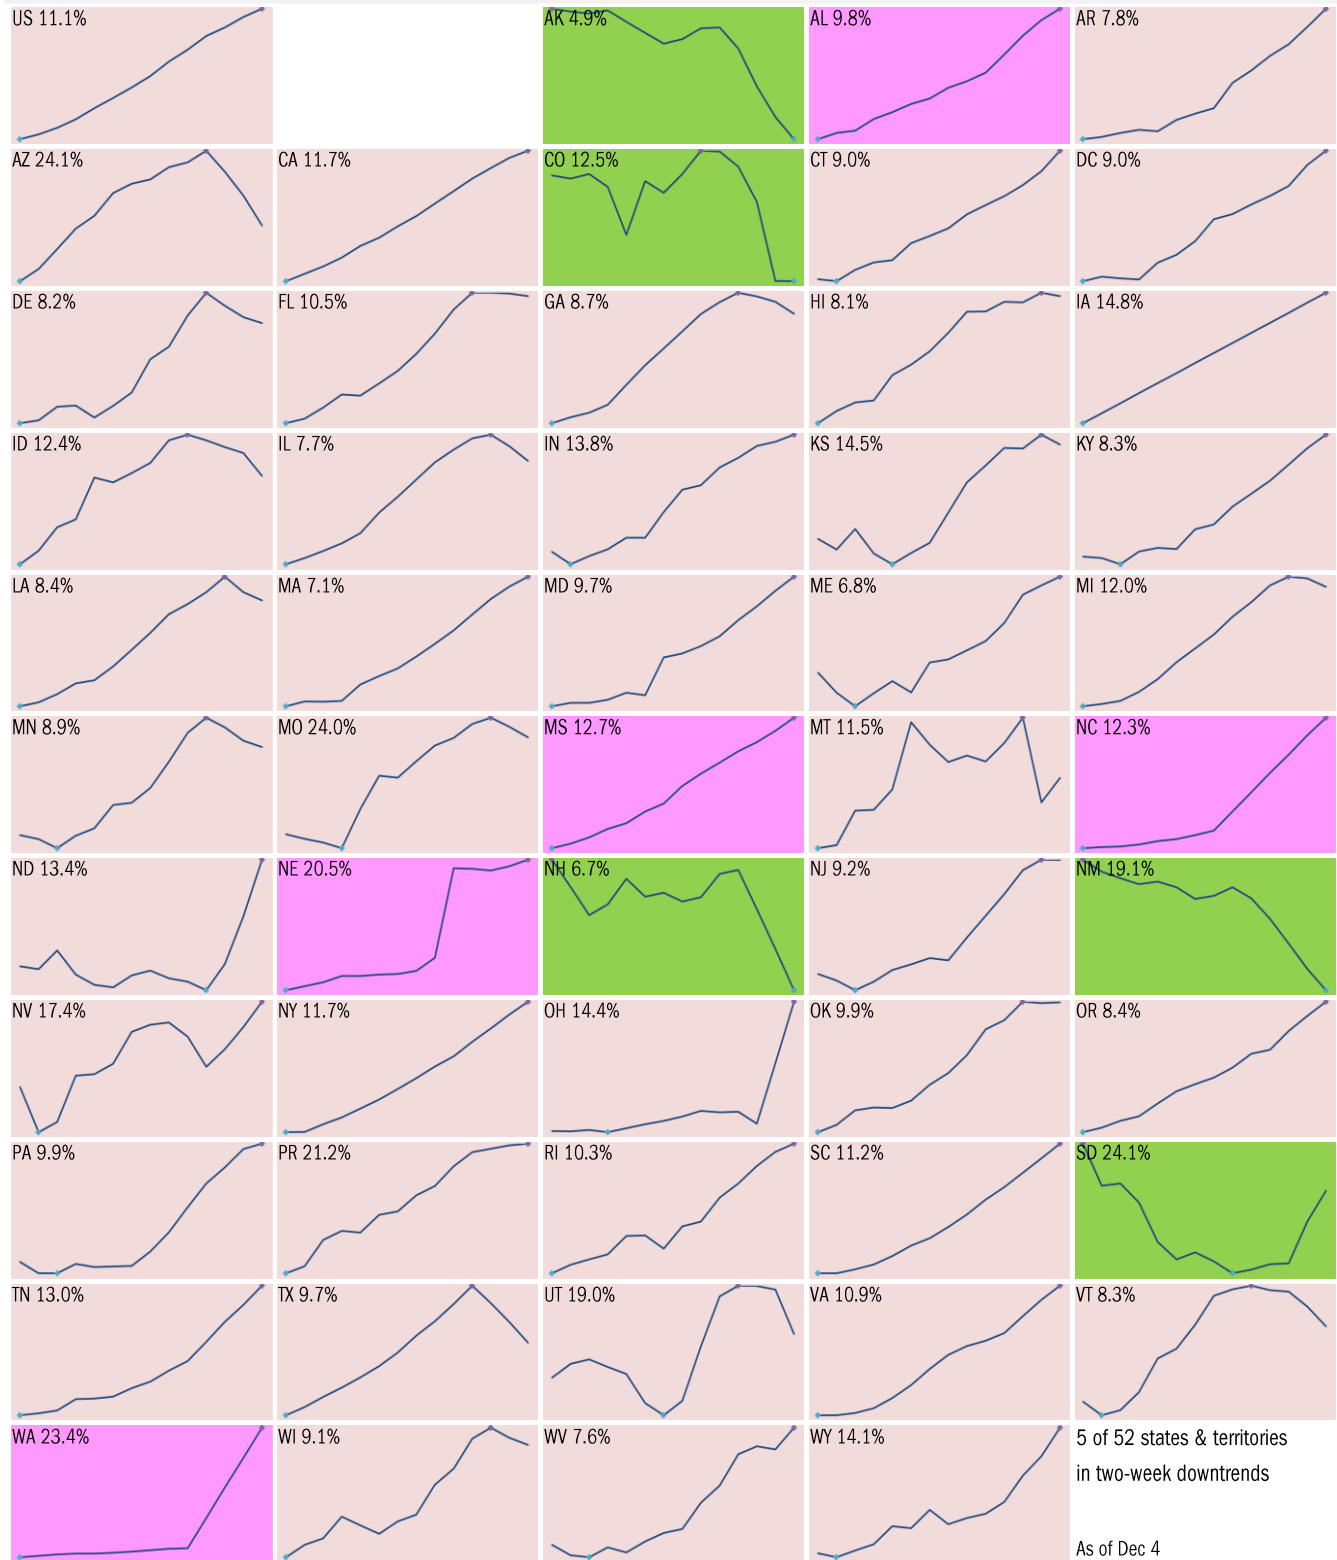 US 11.1%
AK 4.9%
AL 9.8%
AR 7.8%
AZ 24.1%
CA 11.7%
CO 12.5%
CT 9.0%
DC 9.0%
DE 8.2%
FL 10.5%
GA 8.7%
HI 8.1%
IA 14.8%
ID 12.4%
IL 7.7%
IN 13.8%
KS 14.5%
KY 8.3%
LA 8.4%
MA 7.1%
MD 9.7%
ME 6.8%
MI 12.0%
MN 8.9%
MO 24.0%
MS 12.7%
MT 11.5%
NC 12.3%
ND 13.4%
NE 20.5%
NH 6.7%
NJ 9.2%
NM 19.1%
NV 17.4%
NY 11.7%
OH 14.4%
OK 9.9%
OR 8.4%
PA 9.9%
PR 21.2%
RI 10.3%
SC 11.2%
SD 24.1%
TN 13.0%
TX 9.7%
UT 19.0%
VA 10.9%
VT 8.3%
WA 23.4%
WI 9.1%
WV 7.6%
WY 14.1%
5 of 52 states & territories
in two-week downtrends
As of Dec 4